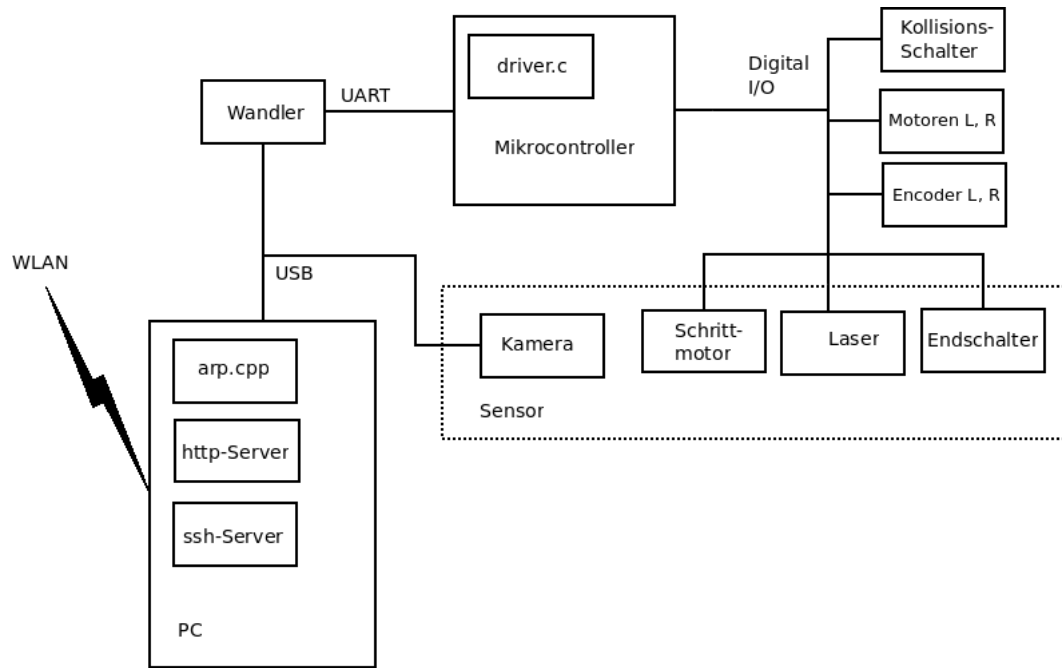 Kollisions-
Schalter
driver.c
Digital
I/O
UART
Wandler
Motoren L, R
Mikrocontroller
Encoder L, R
WLAN
USB
Kamera
Schritt-
motor
Laser
Endschalter
Sensor
arp.cpp
http-Server
ssh-Server
PC